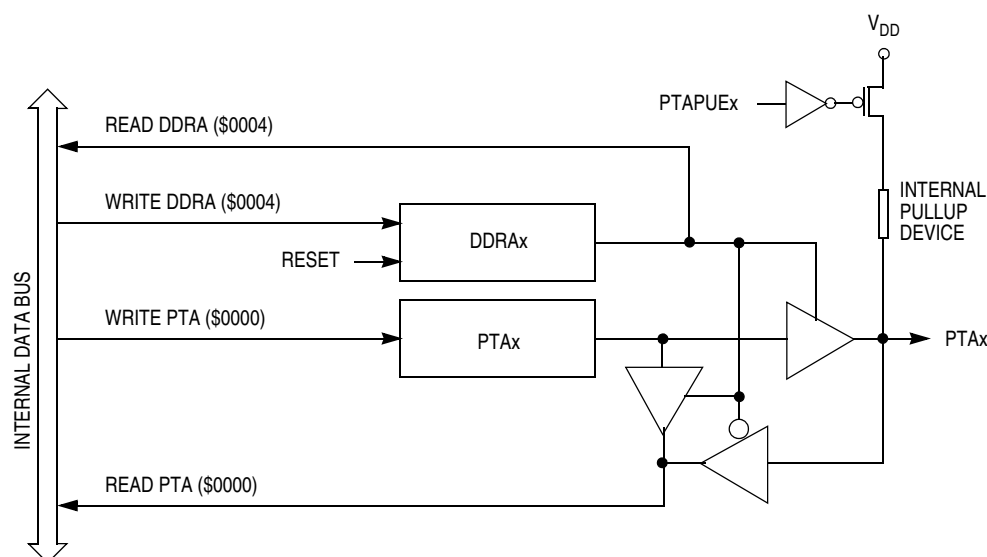 VDD
PTAPUEx
READ DDRA ($0004)
WRITE DDRA ($0004)
INTERNAL
PULLUP
DEVICE
DDRAx
RESET
WRITE PTA ($0000)
PTAx
PTAx
INTERNAL DATA BUS
READ PTA ($0000)